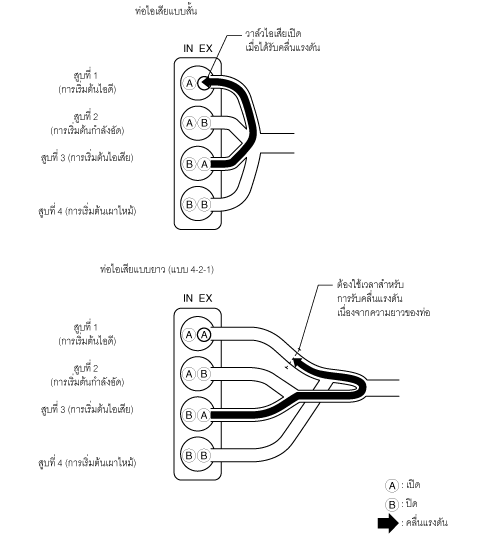 ท่อไอเสียแบบสั้น
วาล์วไอเสียเปิด
เมื่อได้รับคลื่นแรงดัน
IN EX
สูบที่ 1
(การเริ่มต้นไอดี)
A
สูบที่ 2
(การเริ่มต้นกำลังอัด)
A B
สูบที่ 3 (การเริ่มต้นไอเสีย)
B A
สูบที่ 4 (การเริ่มต้นเผาไหม้)
B B
ท่อไอเสียแบบยาว (แบบ 4-2-1)
ต้องใช้เวลาสำหรับ
การรับคลื่นแรงดัน
เนื่องจากความยาวของท่อ
IN EX
สูบที่ 1
(การเริ่มต้นไอดี)
A A
สูบที่ 2
(การเริ่มต้นกำลังอัด)
A B
สูบที่ 3 (การเริ่มต้นไอเสีย)
B A
สูบที่ 4 (การเริ่มต้นเผาไหม้)
B B
A : เปิด
B : ปิด
: คลื่นแรงดัน